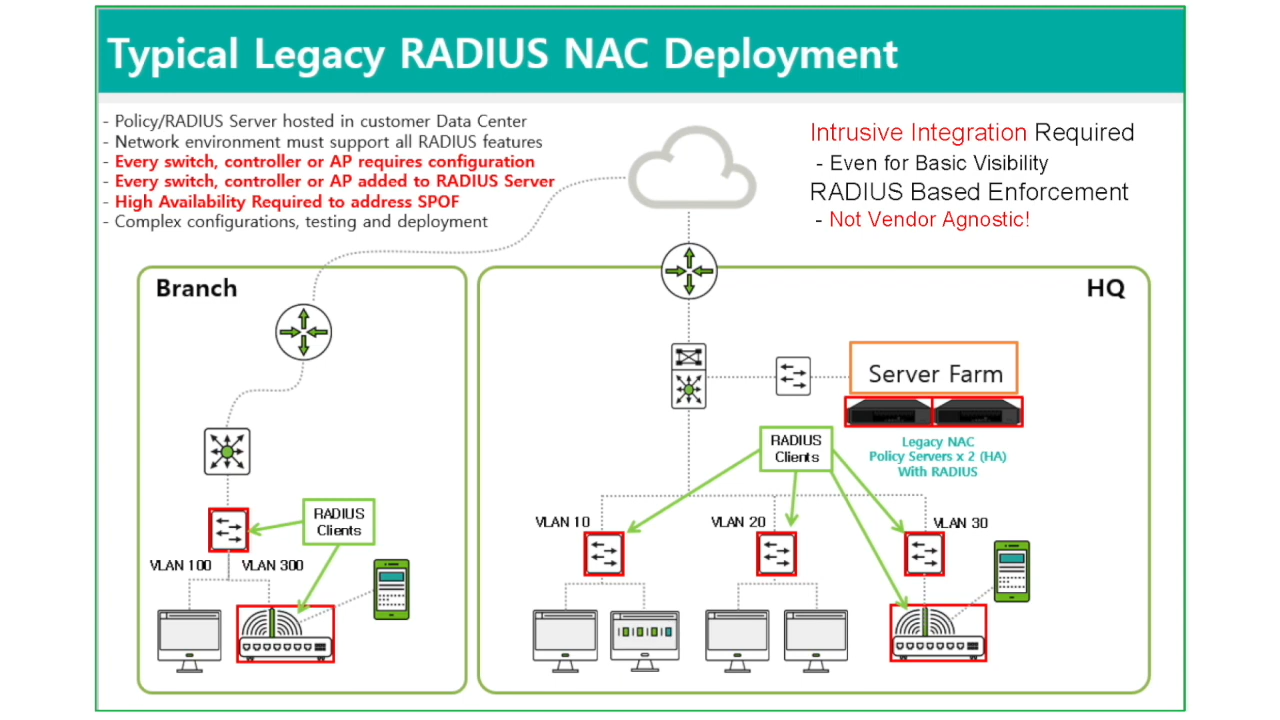 Typical Legacy RADIUS NAC Deployment
- Policy/RADIUS Server hosted in customer Data Center
- Network environment must support all RADIUS features
- Every switch, controller or AP requires configuration
- Every switch, controller or AP added to RADIUS Server
- High Availability Required to address SPOF
- Complex configurations, testing and deployment
Intrusive Integration Required
- Even for Basic Visibility
RADIUS Based Enforcement
- Not Vendor Agnostic!
Branch
RADIUS
Clients
VLAN 100
VLAN 300
HQ
Server Farm
Legacy NAC
Policy Servers x 2 (HA)
With RADIUS
RADIUS
Clients
VLAN 10
VLAN 20
VLAN 30